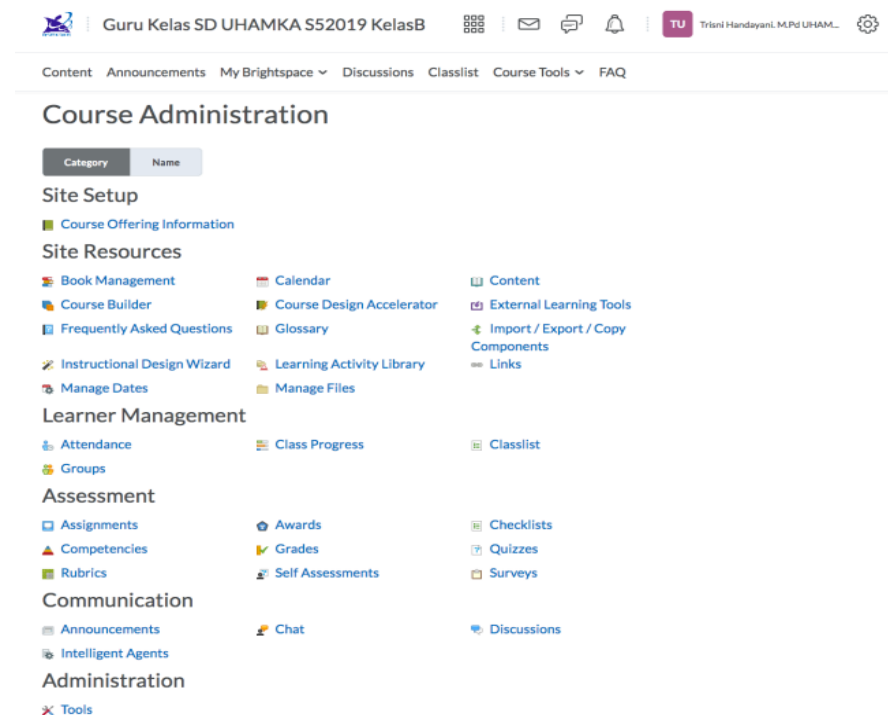 Guru Kelas SD UHAMKA S52019 KelasB TU Trisni Handayani. M.Pd UHAM...
Content Announcements My Brightspace Discussions Classlist Course Tools FAQ
Course Administration
Category Name
Site Setup
Course Offering Information
Site Resources
Book Management Calendar Content
Course Builder Course Design Accelerator External Learning Tools
Frequently Asked Questions Glossary Import / Export / Copy
Components
Instructional Design Wizard Learning Activity Library Links
Manage Dates Manage Files
Learner Management
Attendance Class Progress Classlist
Groups
Assessment
Assignments Awards Checklists
Competencies Grades Quizzes
Rubrics Self Assessments Surveys
Communication
Announcements Chat Discussions
Intelligent Agents
Administration
Tools